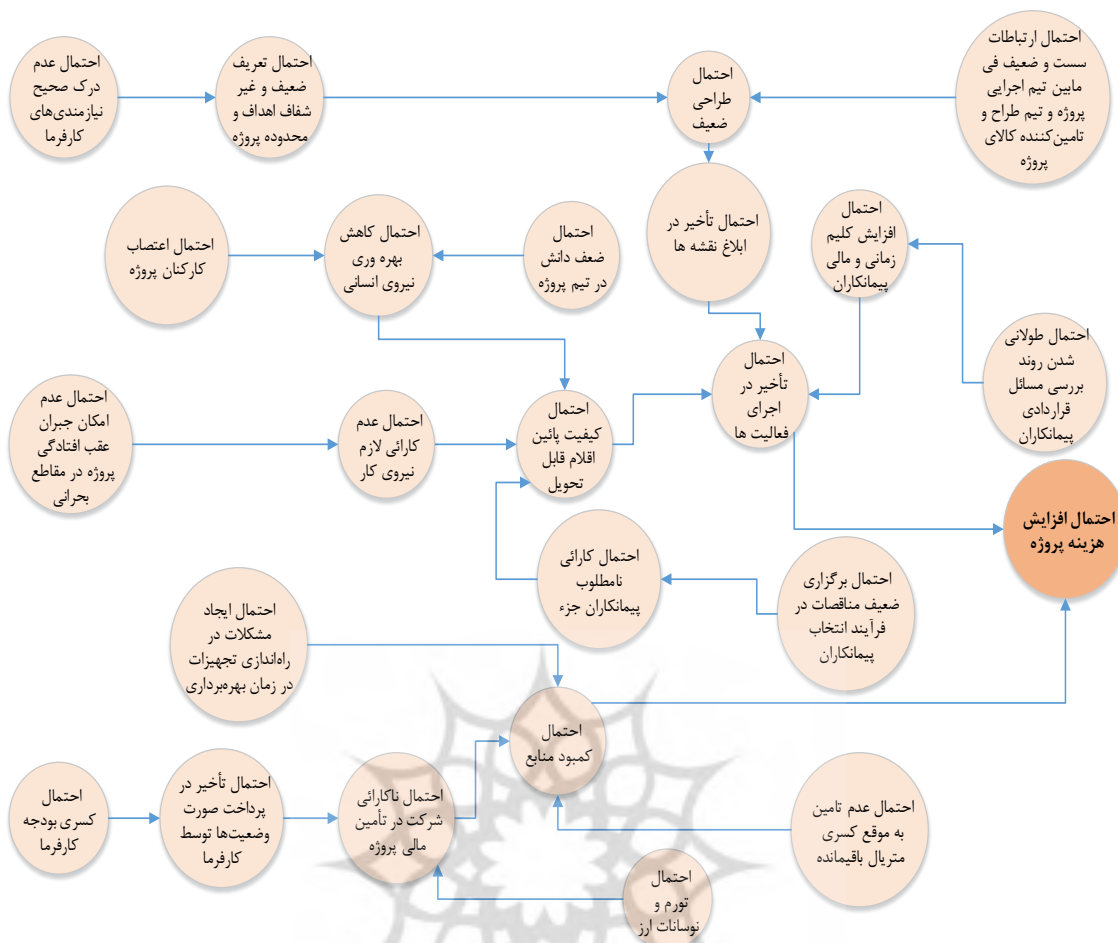 احتمال عدم
درک صحیح
نیازمندی‌های
کارفرما
احتمال تعریف
ضعیف و غیر
شفاف اهداف و
محدوده پروژه
احتمال
طراحی
ضعیف
احتمال ارتباطات
سست و ضعیف فی
مابین تیم اجرایی
پروژه و تیم طراح و
تامین‌کننده کالای
پروژه
احتمال اعتصاب
کارکنان پروژه
احتمال کاهش
بهره وری
نیروی انسانی
احتمال
ضعف دانش
در تیم پروژه
احتمال تأخیر در
ابلاغ نقشه ها
احتمال
افزایش کلیم
زمانی و مالی
پیمانکاران
احتمال طولانی
شدن روند
بررسی مسائل
قراردادی
پیمانکاران
احتمال
تأخیر در
اجرای
فعالیت ها
احتمال عدم
امکان جبران
عقب افتادگی
پروژه در مقاطع
بحرانی
احتمال عدم
کارائی لازم
نیروی کار
احتمال
کیفیت پائین
اقلام قابل
تحویل
احتمال افزایش
هزینه پروژه
احتمال کارائی
نامطلوب
پیمانکاران جزء
احتمال برگزاری
ضعیف مناقصات در
فرآیند انتخاب
پیمانکاران
احتمال ایجاد
مشکلات در
راه‌اندازی تجهیزات
در زمان بهره‌برداری
احتمال
کمبود منابع
احتمال
کسری بودجه
کارفرما
احتمال تأخیر در
پرداخت صورت
وضعیت‌ها توسط
کارفرما
احتمال ناکارائی
شرکت در تأمین
مالی پروژه
احتمال عدم تامین
به موقع کسری
متریال باقیمانده
احتمال
تورم و
نوسانات ارز